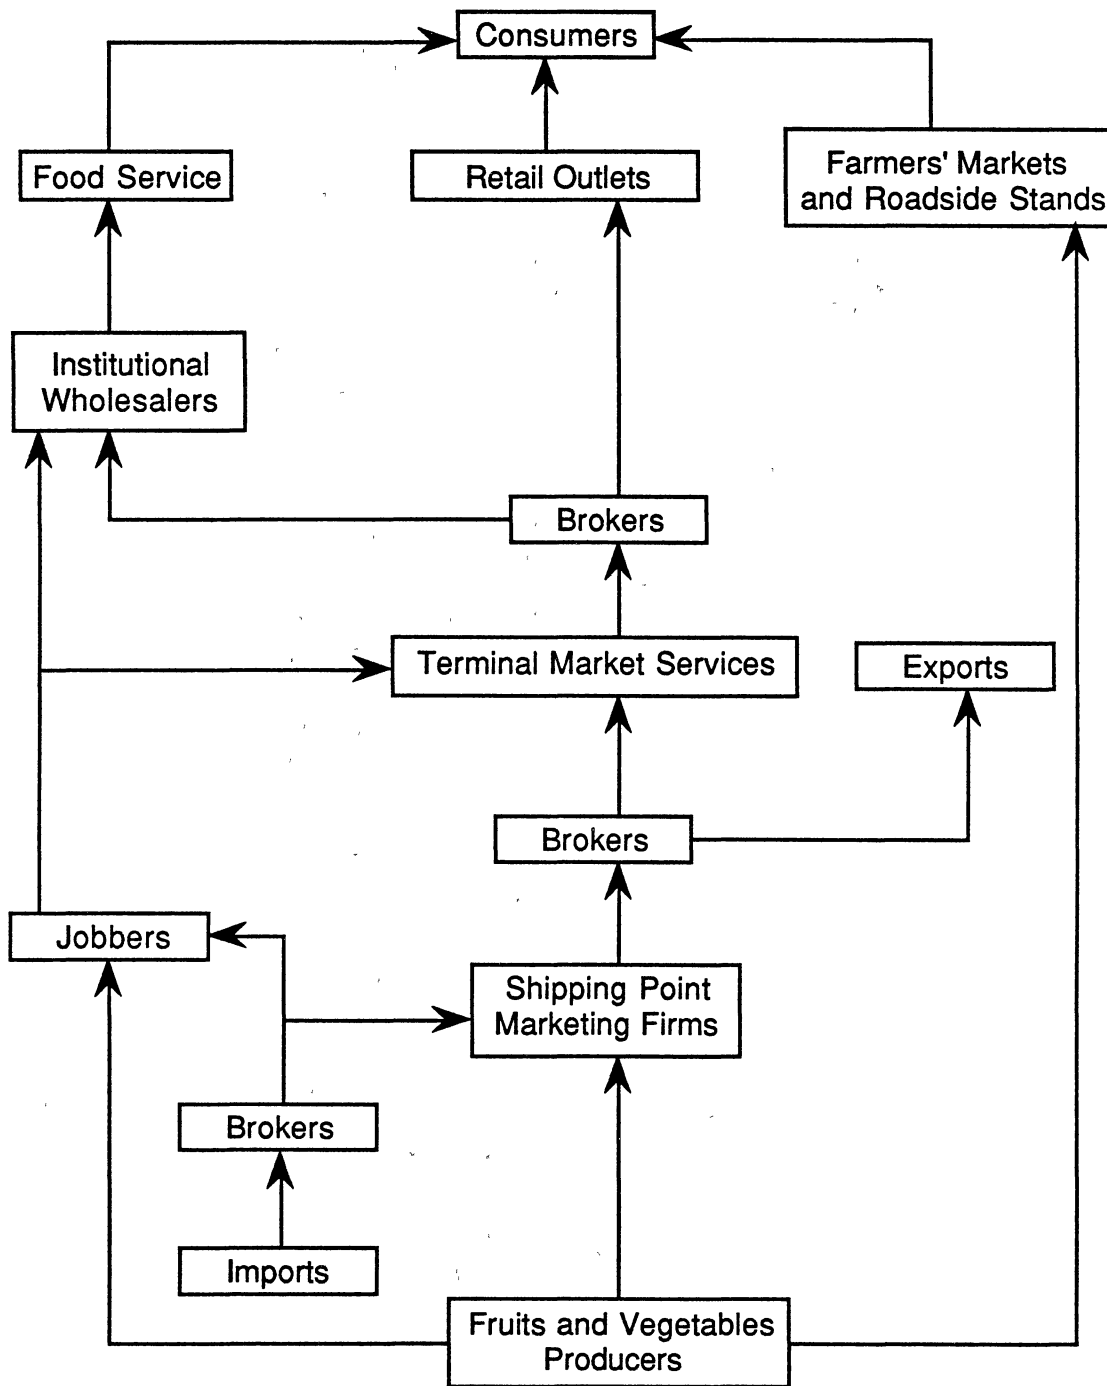 Consumers
Food Service
Retail Outlets
Farmers' Markets
and Roadside Stands
Institutional
Wholesalers
Brokers
Terminal Market Services
Exports
Brokers
Jobbers
Shipping Point
Marketing Firms
Brokers
Imports
Fruits and Vegetables
Producers